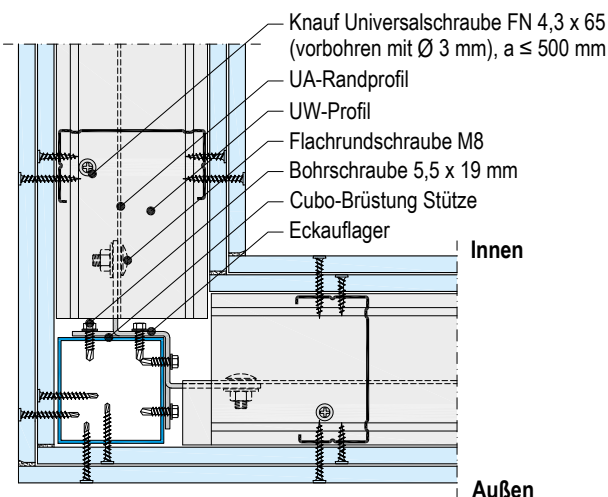 Knauf Universalschraube FN 4,3 x 65
(vorbohren mit Ø 3 mm), a ≤ 500 mm
UA-Randprofil
UW-Profil
Flachrundschraube M8
Bohrschraube 5,5 x 19 mm
Cubo-Brüstung Stütze
Eckauflager
Innen
Außen